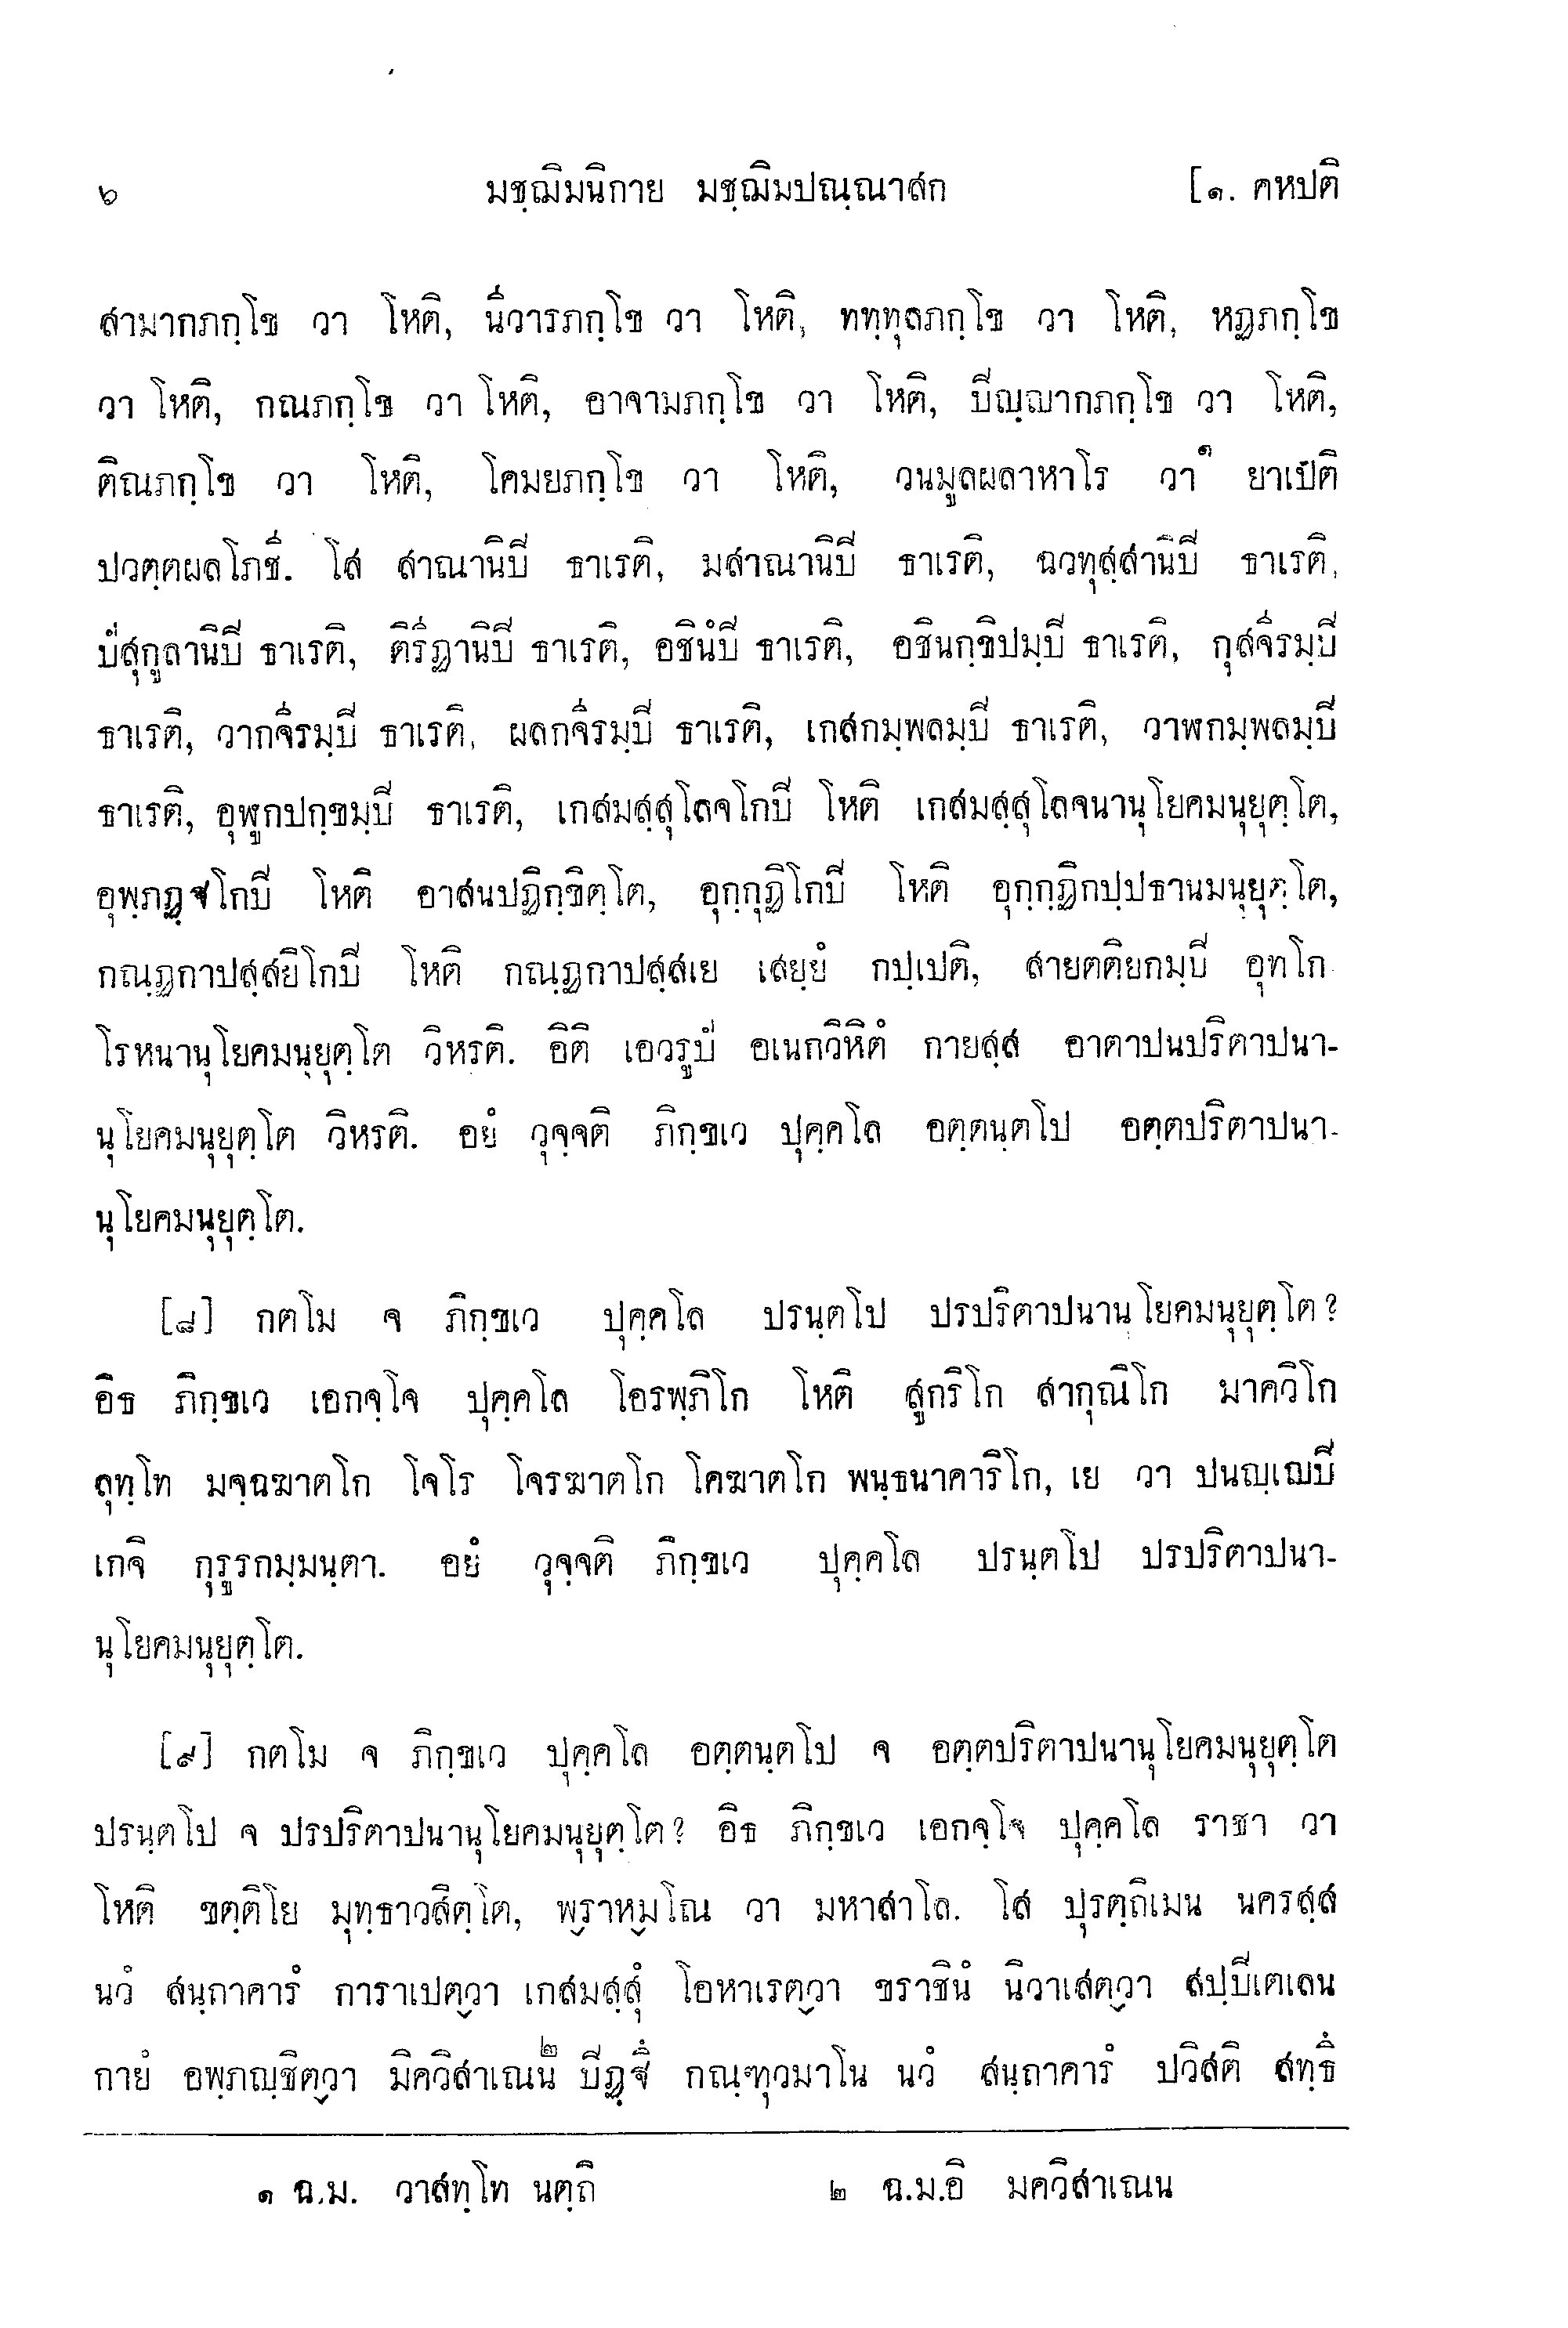 ๖ มชฺฌิมนิกาย มชฺฌิมปณฺณาสก [๑. คหปติ
สามากภกฺโข วา โหติ, นีวารภกฺโข วา โหติ, ททฺทุลภกฺโข วา โหติ, หฏภกฺโข
วา โหติ, กณภกฺโข วา โหติ, อาจามภกฺโข วา โหติ, ปิญฺญากภกฺโข วา โหติ,
ติณภกฺโข วา โหติ, โคมยภกฺโข วา โหติ, วนมูลผลาหาโร วา๑ ยาเปติ
ปวตฺตผลโภชี. โส สาณานิปิ ธาเรติ, มสาณานิปิ ธาเรติ, ฉวทุสฺสานิปิ ธาเรติ,
ปํสุกูลานิปิ ธาเรติ, ติรีฏานิปิ ธาเรติ, อชินํปิ ธาเรติ, อชินกฺขิปมฺปิ ธาเรติ, กุสจีรมฺปิ
ธาเรติ, วากจีรมฺปิ ธาเรติ, ผลกจีรมฺปิ ธาเรติ, เกสกมฺพลมฺปิ ธาเรติ, วาฬกมฺพลมฺปิ
ธาเรติ, อุฬูกปกฺขมฺปิ ธาเรติ, เกสมสฺสุโลจโกปิ โหติ เกสมสฺสุโลจนานุโยคมนุยุตฺโต,
อุพฺภฏฺฐโกปิ โหติ อาสนปฏิกฺขิตฺโต, อุกฺกุฏิโกปิ โหติ อุกฺกฏิกปฺปธานมนุยุตฺโต,
กณฺฏกาปสฺสยิโกปิ โหติ กณฺฏกาปสฺสเย เสยฺยํ กปฺเปติ, สายตติยกมฺปิ อุทโก
โรหนานุโยคมนุยุตฺโต วิหรติ. อิติ เอวรูปํ อเนกวิหิตํ กายสฺส อาตาปนปริตาปนา-
นุโยคมนุยุตฺโต วิหรติ. อยํ วุจฺจติ ภิกฺขเว ปุคฺคโล อตฺตนฺตโป อตฺตปริตาปนา-
นุโยคมนุยุตฺโต.
[๘] กตโม จ ภิกฺขเว ปุคฺคโล ปรนฺตโป ปรปริตาปนานุโยคมนุยุตฺโต?
อิธ ภิกฺขเว เอกจฺโจ ปุคฺคโล โอรพฺภิโก โหติ สูกริโก สากุณิโก มาควิโก
ลุทฺโท มจฺฉฆาตโก โจโร โจรฆาตโก โคฆาตโก พนฺธนาคาริโก, เย วา ปนญฺเญปิ
เกจิ กุรูรกมฺมนฺตา. อยํ วุจฺจติ ภิกฺขเว ปุคฺคโล ปรนฺตโป ปรปริตาปนา-
นุโยคมนุยุตฺโต.
[๙] กตโม จ ภิกฺขเว ปุคฺคโล อตฺตนฺตโป จ อตฺตปริตาปนานุโยคมนุยุตฺโต
ปรนฺตโป จ ปรปริตาปนานุโยคมนุยุตฺโต? อิธ ภิกฺขเว เอกจฺโจ ปุคฺคโล ราชา วา
โหติ ขตฺติโย มุทฺธาวสิตฺโต, พฺราหฺมโณ วา มหาสาโล. โส ปุรตฺถิเมน นครสฺส
นวํ สนฺถาคารํ การาเปตฺวา เกสมสฺสุํ โอหาเรตฺวา ขราชินํ นิวาเสตฺวา สปฺปิเตเลน
กายํ อพฺภญฺชิตฺวา มิควิสาเณน๒ ปิฏฺฐึ กณฺฑุวมาโน นวํ สนฺถาคารํ ปวิสติ สทฺธึ
๑ ฉ.ม. วาสทฺโท นตฺถิ ๒ ฉ.ม.อิ มควิสาเณน